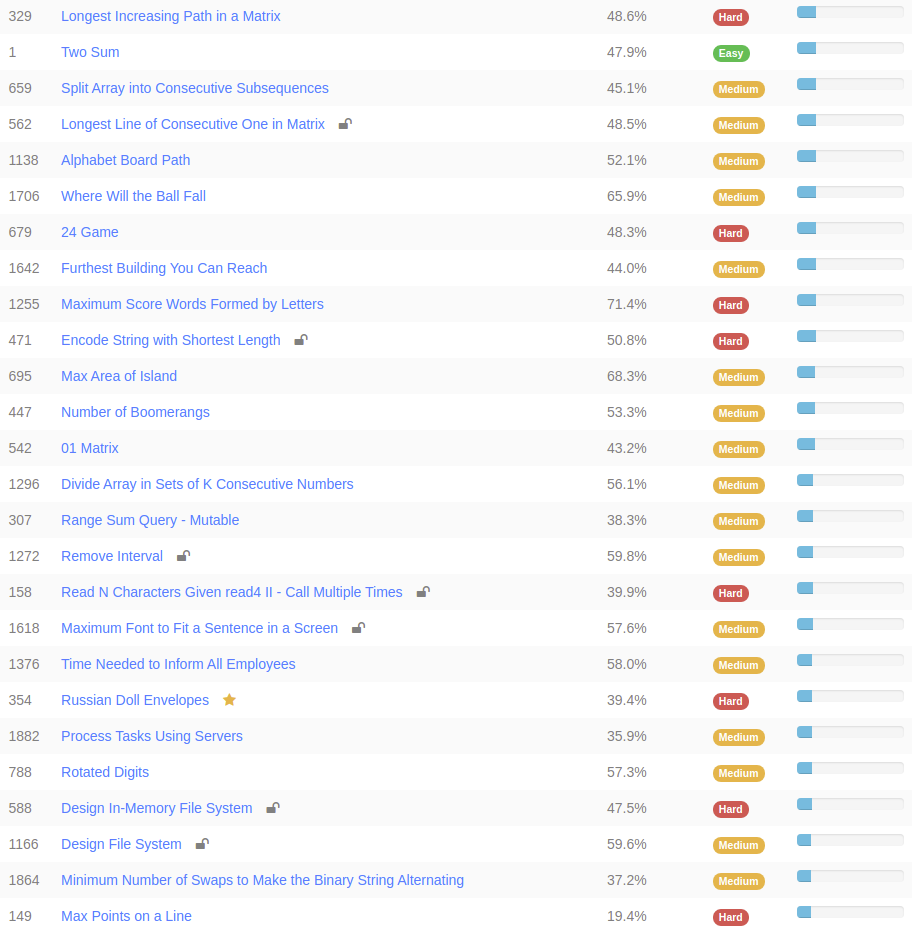 329 Longest Increasing Path in a Matrix 48.6% Hard
1 Two Sum 47.9% Easy
659 Split Array into Consecutive Subsequences 45.1% Medium
562 Longest Line of Consecutive One in Matrix 48.5% Medium
1138 Alphabet Board Path 52.1% Medium
1706 Where Will the Ball Fall 65.9% Medium
679 24 Game 48.3% Hard
1642 Furthest Building You Can Reach 44.0% Medium
1255 Maximum Score Words Formed by Letters 71.4% Hard
471 Encode String with Shortest Length 50.8% Hard
695 Max Area of Island 68.3% Medium
447 Number of Boomerangs 53.3% Medium
542 01 Matrix 43.2% Medium
1296 Divide Array in Sets of K Consecutive Numbers 56.1% Medium
307 Range Sum Query - Mutable 38.3% Medium
1272 Remove Interval 59.8% Medium
158 Read N Characters Given read4 II - Call Multiple Times 39.9% Hard
1618 Maximum Font to Fit a Sentence in a Screen 57.6% Medium
1376 Time Needed to Inform All Employees 58.0% Medium
354 Russian Doll Envelopes 39.4% Hard
1882 Process Tasks Using Servers 35.9% Medium
788 Rotated Digits 57.3% Medium
588 Design In-Memory File System 47.5% Hard
1166 Design File System 59.6% Medium
1864 Minimum Number of Swaps to Make the Binary String Alternating 37.2% Medium
149 Max Points on a Line 19.4% Hard